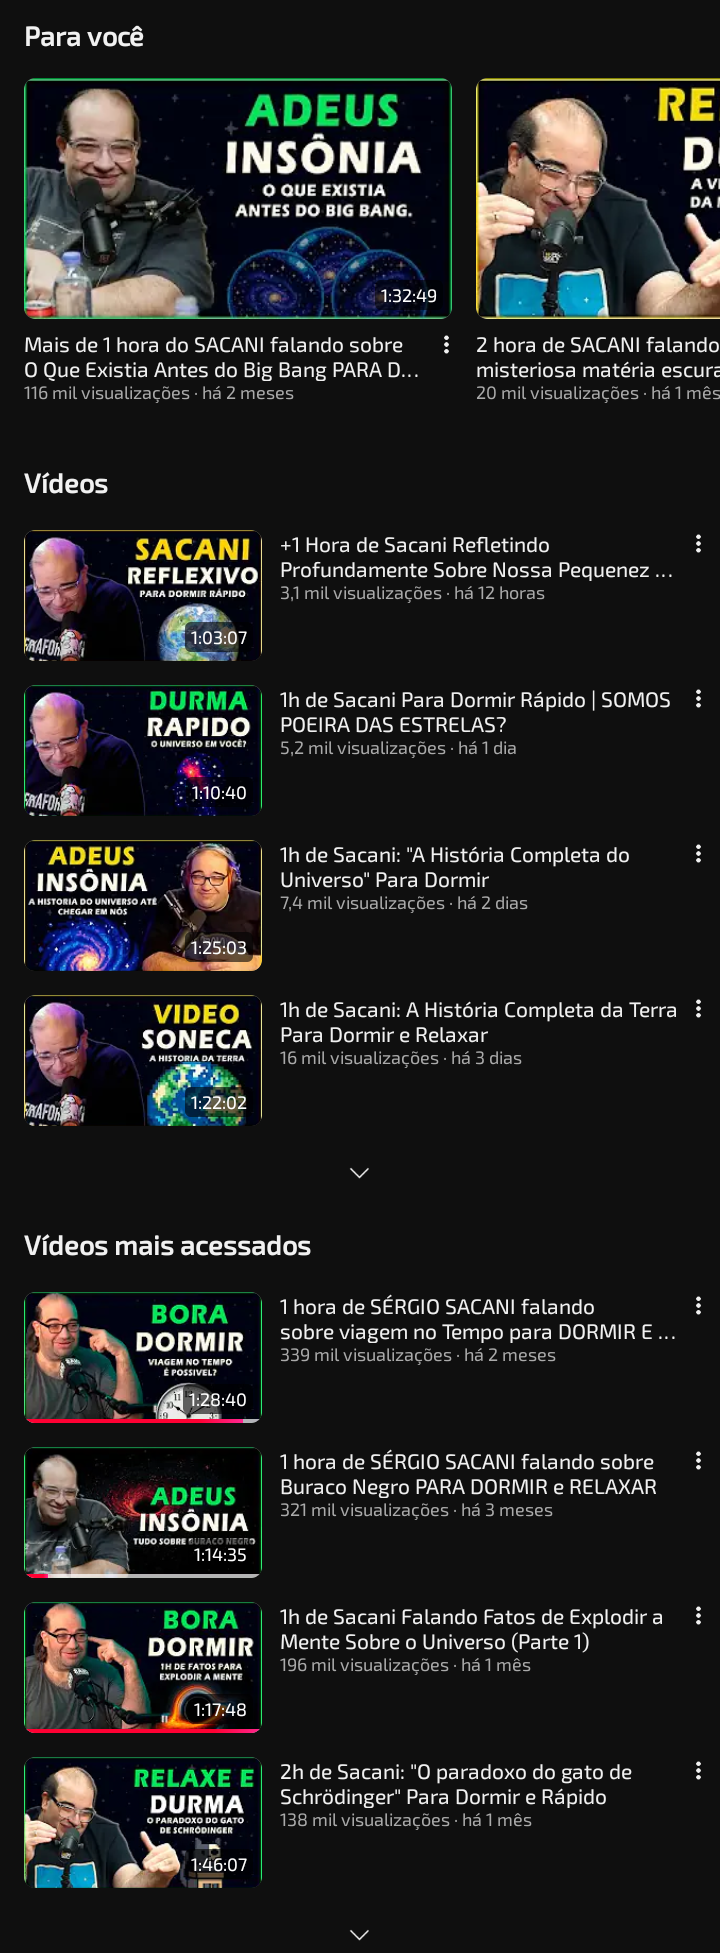 Para você
ADEUS
INSÔNIA
O QUE EXISTIA
ANTES DO BIG BANG.
1:32:49
Mais de 1 hora do SACANI falando sobre
O Que Existia Antes do Big Bang PARA D...
116 mil visualizações · há 2 meses
RE
D
A V
DA M
2 hora de SACANI falando
misteriosa matéria escura
20 mil visualizações · há 1 mês
Vídeos
SACANI
REFLEXIVO
PARA DORMIR RÁPIDO
1:03:07
+1 Hora de Sacani Refletindo
Profundamente Sobre Nossa Pequenez ...
3,1 mil visualizações · há 12 horas
DURMA
RAPIDO
O UNIVERSO EM VOCÊ?
1:10:40
1h de Sacani Para Dormir Rápido | SOMOS
POEIRA DAS ESTRELAS?
5,2 mil visualizações · há 1 dia
ADEUS
INSÔNIA
A HISTORIA DO UNIVERSO ATÉ
CHEGAR EM NÓS
1:25:03
1h de Sacani: "A História Completa do
Universo" Para Dormir
7,4 mil visualizações · há 2 dias
VIDEO
SONECA
A HISTORIA DA TERRA
1:22:02
1h de Sacani: A História Completa da Terra
Para Dormir e Relaxar
16 mil visualizações · há 3 dias
Vídeos mais acessados
BORA
DORMIR
VIAGEM NO TEMPO
É POSSIVEL?
1:28:40
1 hora de SÉRGIO SACANI falando
sobre viagem no Tempo para DORMIR E ...
339 mil visualizações · há 2 meses
ADEUS
INSÔNIA
TUDO SOBRE BURACO NEGRO
1:14:35
1 hora de SÉRGIO SACANI falando sobre
Buraco Negro PARA DORMIR e RELAXAR
321 mil visualizações · há 3 meses
BORA
DORMIR
1H DE FATOS PARA
EXPLODIR A MENTE
1:17:48
1h de Sacani Falando Fatos de Explodir a
Mente Sobre o Universo (Parte 1)
196 mil visualizações · há 1 mês
RELAXE E
DURMA
O PARADOXO DO GATO
DE SCHRÖDINGER
1:46:07
2h de Sacani: "O paradoxo do gato de
Schrödinger" Para Dormir e Rápido
138 mil visualizações · há 1 mês